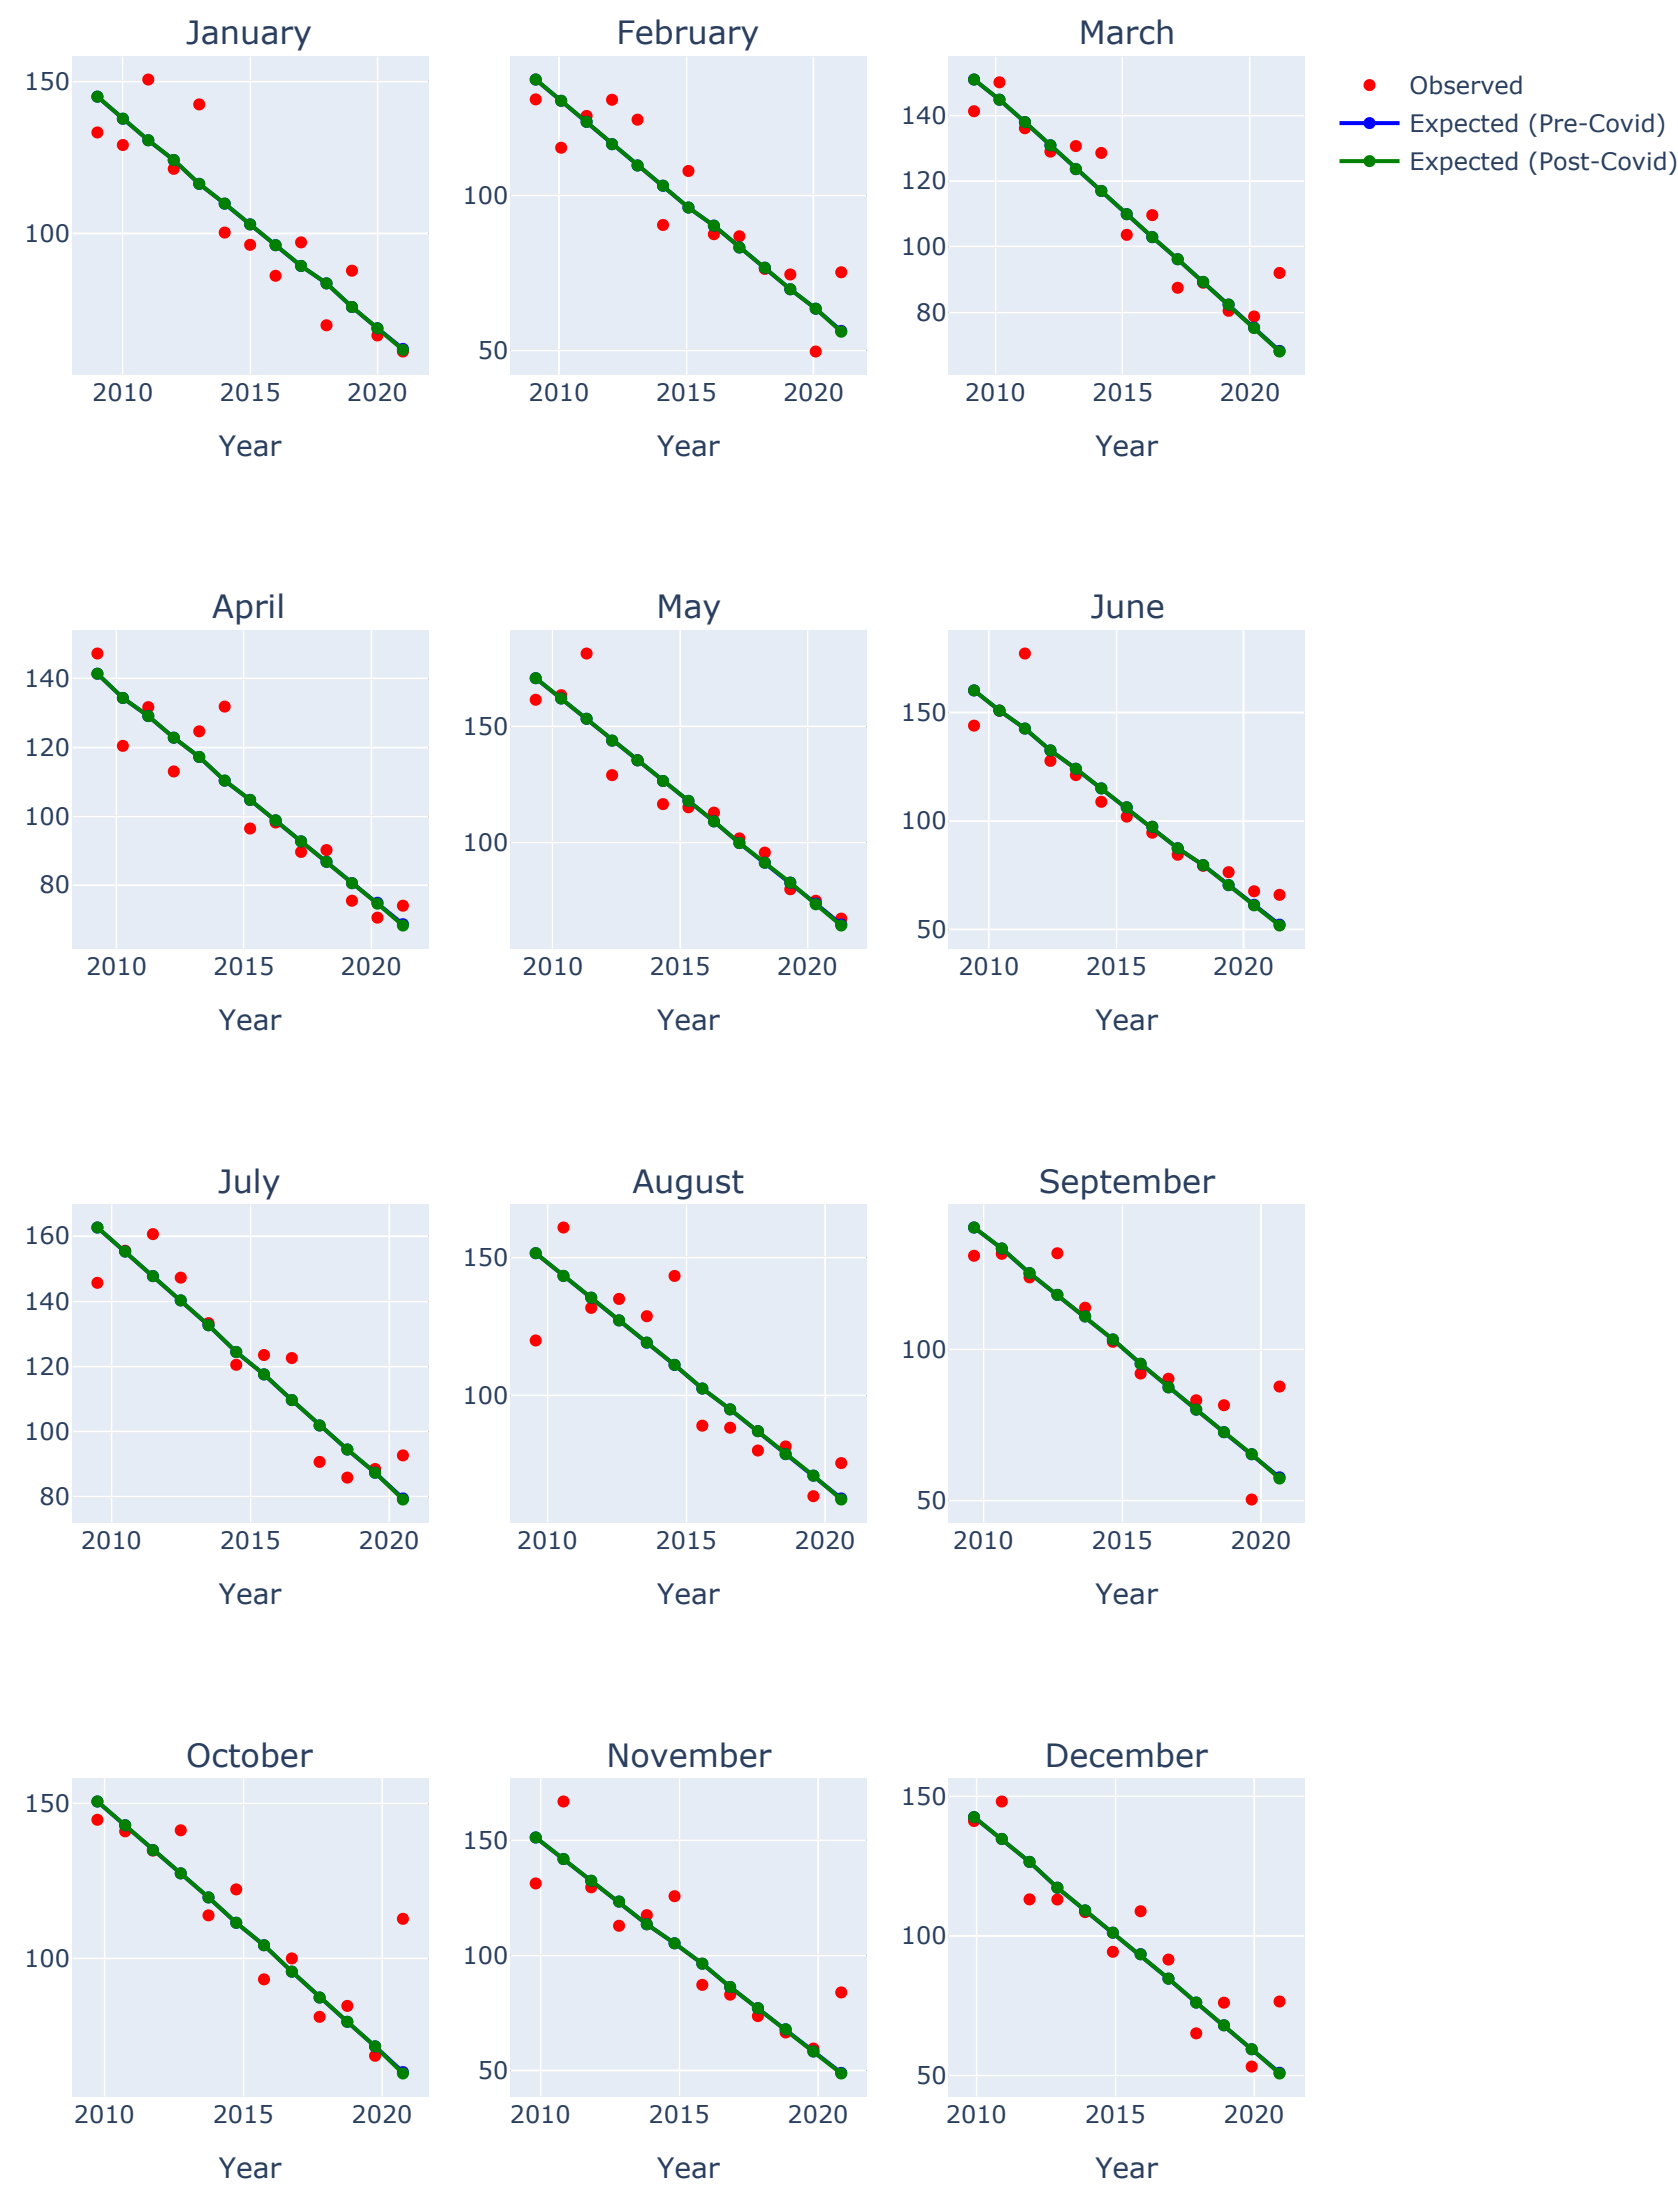 January February March
150
100
2010 2015 2020
Year
100
50
2010 2015 2020
Year
140
120
100
80
2010 2015 2020
Year
Observed
Expected (Pre-Covid)
Expected (Post-Covid)
April May June
140
120
100
80
2010 2015 2020
Year
150
100
2010 2015 2020
Year
150
100
50
2010 2015 2020
Year
July August September
160
140
120
100
80
2010 2015 2020
Year
150
100
2010 2015 2020
Year
100
50
2010 2015 2020
Year
October November December
150
100
2010 2015 2020
Year
150
100
50
2010 2015 2020
Year
150
100
50
2010 2015 2020
Year